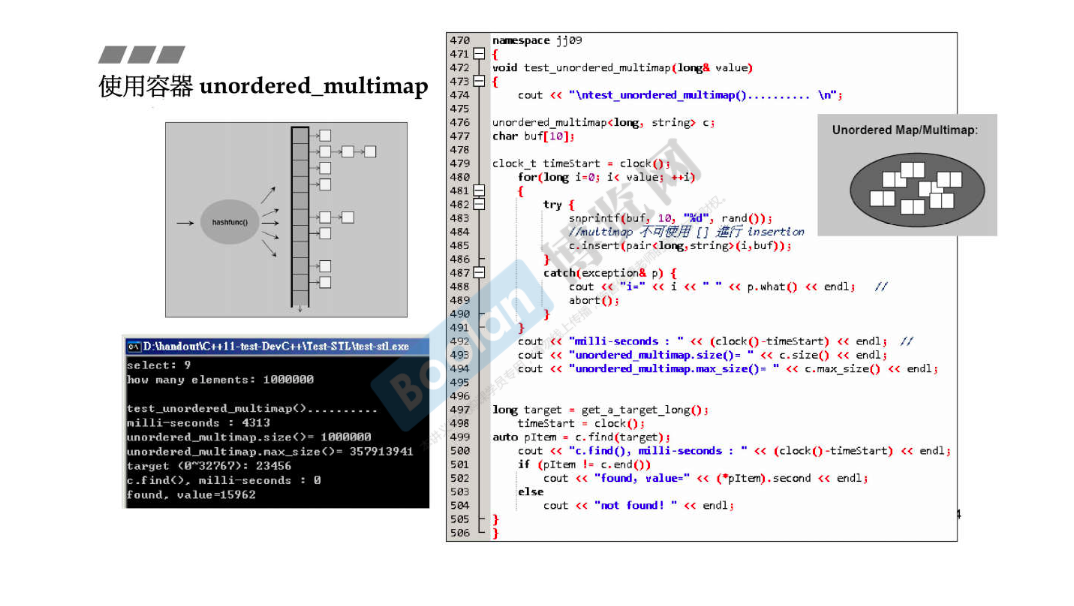 使用容器 unordered_multimap
hashfunc()
D:\handout\C++11-test-DevC++\Test-STL\test-stl.exe
select: 9
how many elements: 1000000
test_unordered_multimap()..........
milli-seconds : 4313
unordered_multimap.size()= 1000000
unordered_multimap.max_size()= 357913941
target (0~32767): 23456
c.find(), milli-seconds : 0
found, value=15962
470 namespace jj09
471 {
472 void test_unordered_multimap(long& value)
473 {
474 cout << "\ntest_unordered_multimap().......... \n";
475
476 unordered_multimap<long, string> c;
477 char buf[10];
478
479 clock_t timeStart = clock();
480 for(long i=0; i< value; ++i)
481 {
482 try {
483 snprintf(buf, 10, "%d", rand());
484 //multimap 不可使用 [] 進行 insertion
485 c.insert(pair<long,string>(i,buf));
486 }
487 catch(exception& p) {
488 cout << "i=" << i << " " << p.what() << endl; //
489 abort();
490 }
491 }
492 cout << "milli-seconds : " << (clock()-timeStart) << endl; //
493 cout << "unordered_multimap.size()= " << c.size() << endl;
494 cout << "unordered_multimap.max_size()= " << c.max_size() << endl;
495
496
497 long target = get_a_target_long();
498 timeStart = clock();
499 auto pItem = c.find(target);
500 cout << "c.find(), milli-seconds : " << (clock()-timeStart) << endl;
501 if (pItem != c.end())
502 cout << "found, value=" << (*pItem).second << endl;
503 else
504 cout << "not found! " << endl;
505 }
506 }
Unordered Map/Multimap:
Boolan 博览网
4